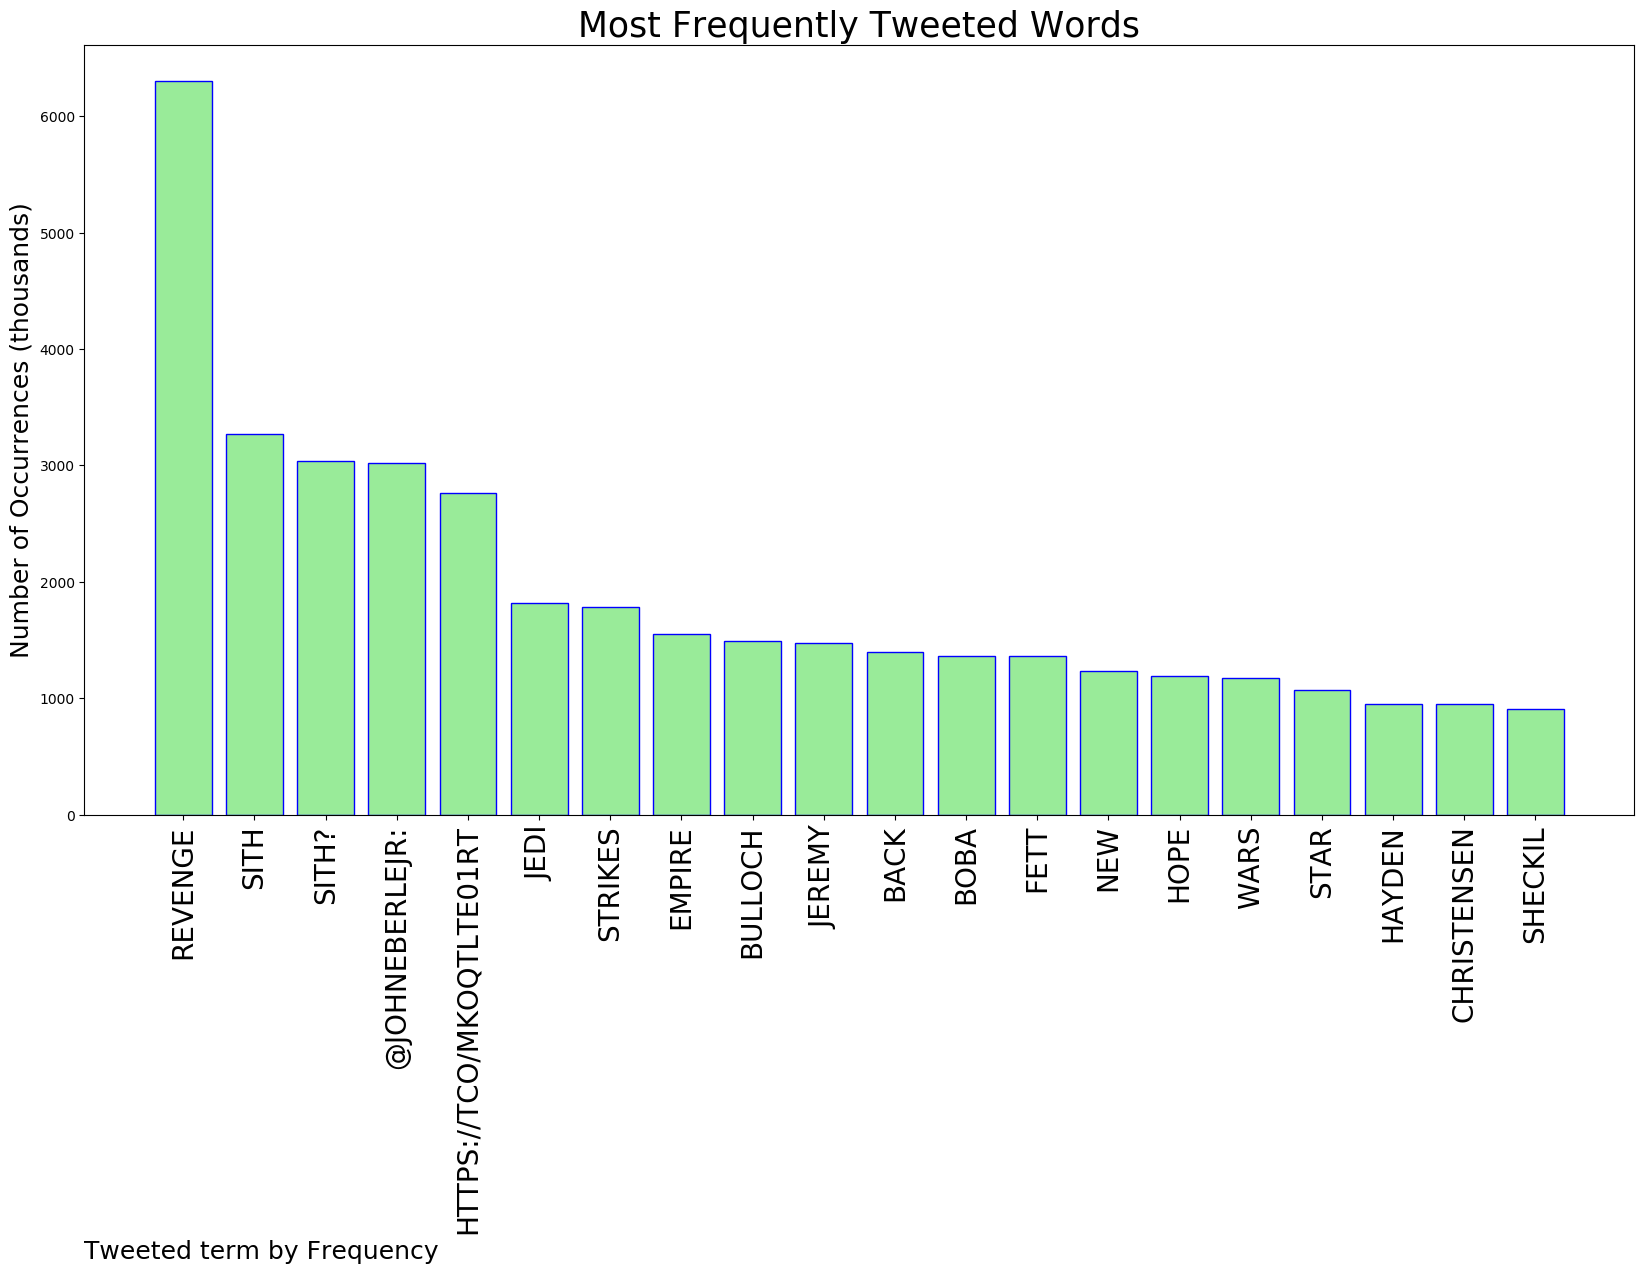 Most Frequently Tweeted Words
Number of Occurrences (thousands)
6000
5000
4000
3000
2000
1000
0
REVENGE
SITH
SITH?
@JOHNEBERLEJR:
HTTPS://TCO/MKOQTLTE01RT
JEDI
STRIKES
EMPIRE
BULLOCH
JEREMY
BACK
BOBA
FETT
NEW
HOPE
WARS
STAR
HAYDEN
CHRISTENSEN
SHECKIL
Tweeted term by Frequency